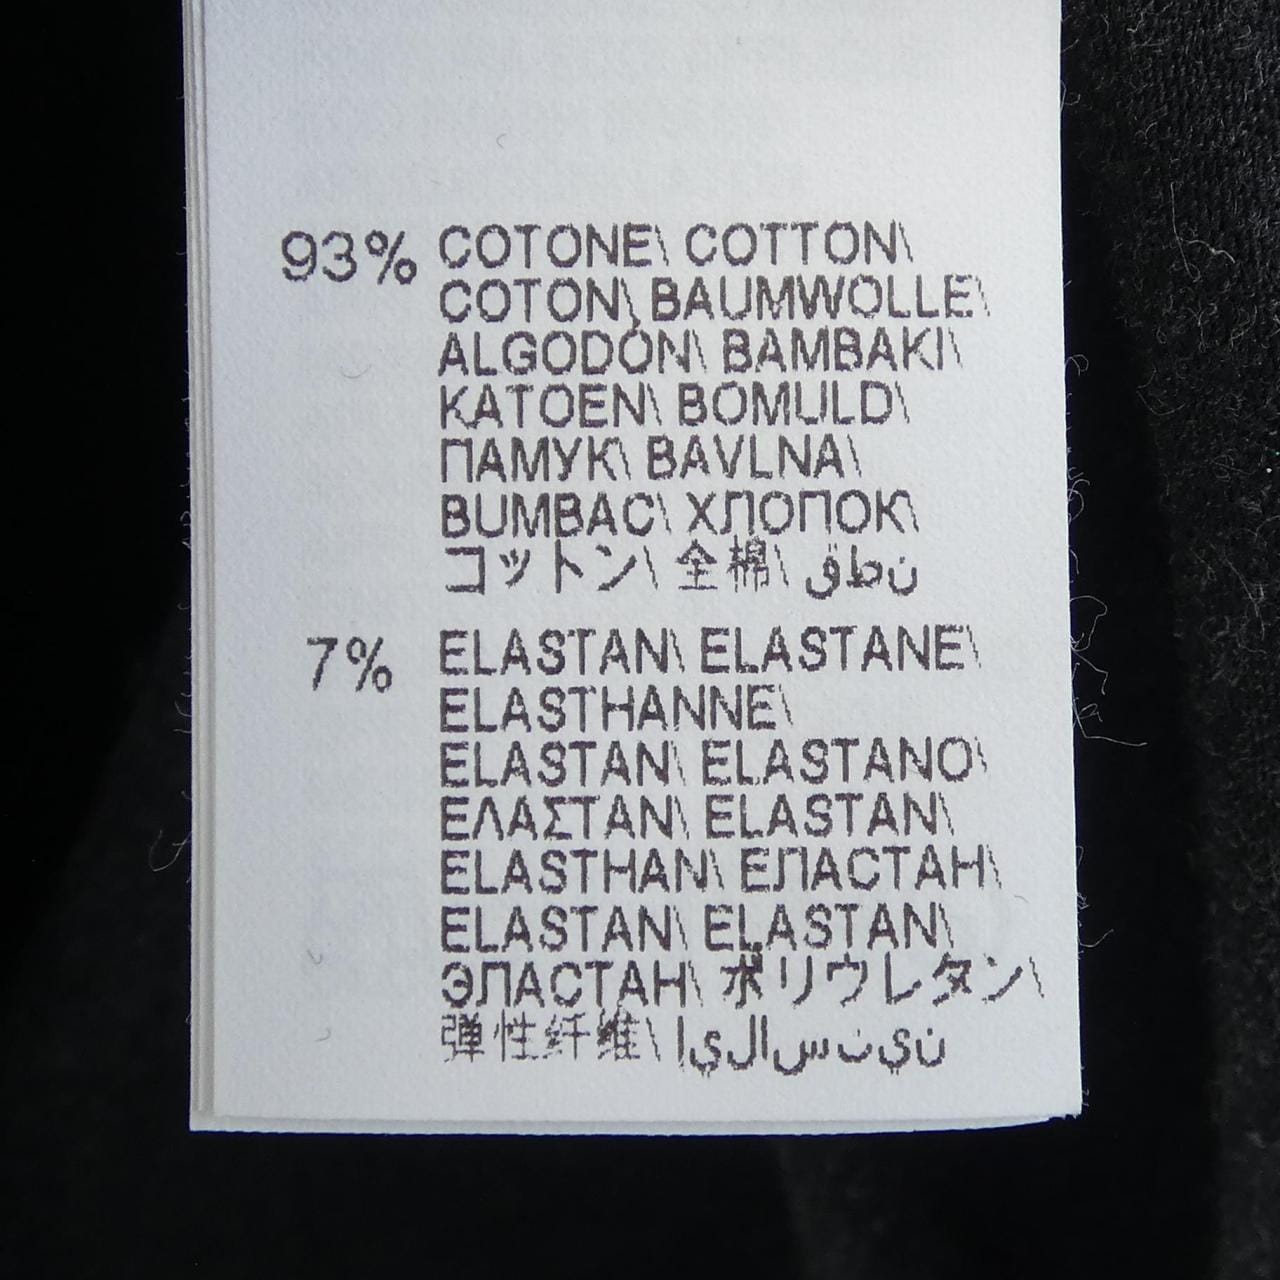 93% COTONE\ COTTON\
COTON\ BAUMWOLLE\
ALGODÓN\ BAMBAKI\
KATOEN\ BOMULD\
ПАМУК\ BAVLNA\
BUMBAC\ ХЛОПОК\
コットン\ 全棉\ قطن
7% ELASTAN\ ELASTANE\
ELASTHANNE\
ELASTAN\ ELASTANO\
ΕΛΑΣΤΑΝ\ ELASTAN\
ELASTHAN\ ЕЛАСТАН\
ELASTAN\ ELASTAN\
ЭЛАСТАН\ ポリウレタン\
弹性纤维\ ايلاسنين